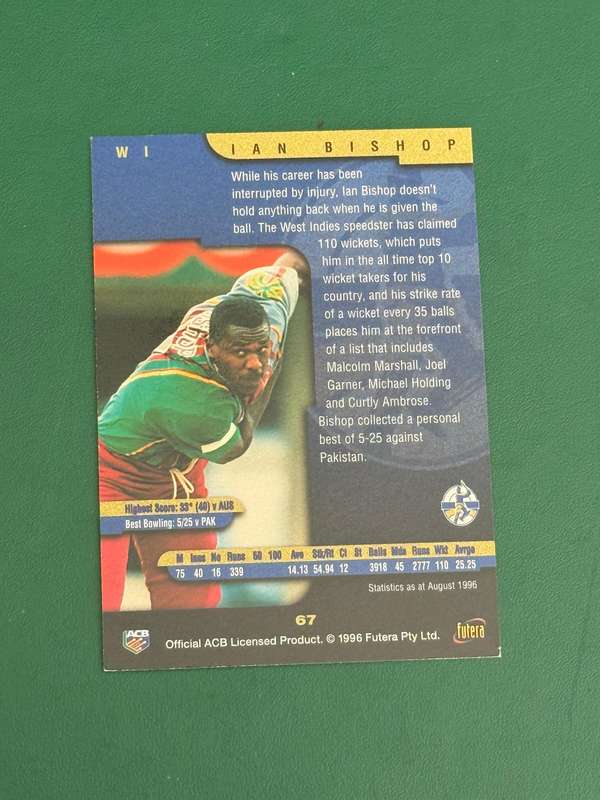 WI
IAN BISHOP
While his career has been
interrupted by injury, Ian Bishop doesn't
hold anything back when he is given the
ball. The West Indies speedster has claimed
110 wickets, which puts
him in the all time top 10
wicket takers for his
country, and his strike rate
of a wicket every 35 balls
places him at the forefront
of a list that includes
Malcolm Marshall, Joel
Garner, Michael Holding
and Curtly Ambrose.
Bishop collected a personal
best of 5-25 against
Pakistan.
Highest Score: 33* (40) v AUS
Best Bowling: 5/25 v PAK
M Inns No Runs 50 100 Ave Stk/Rt Ct St Balls Mds Runs Wkt Avrge
75 40 16 339 14.13 54.94 12 3918 45 2777 110 25.25
Statistics as at August 1996
67
ACB
Official ACB Licensed Product. © 1996 Futera Pty Ltd.
futera